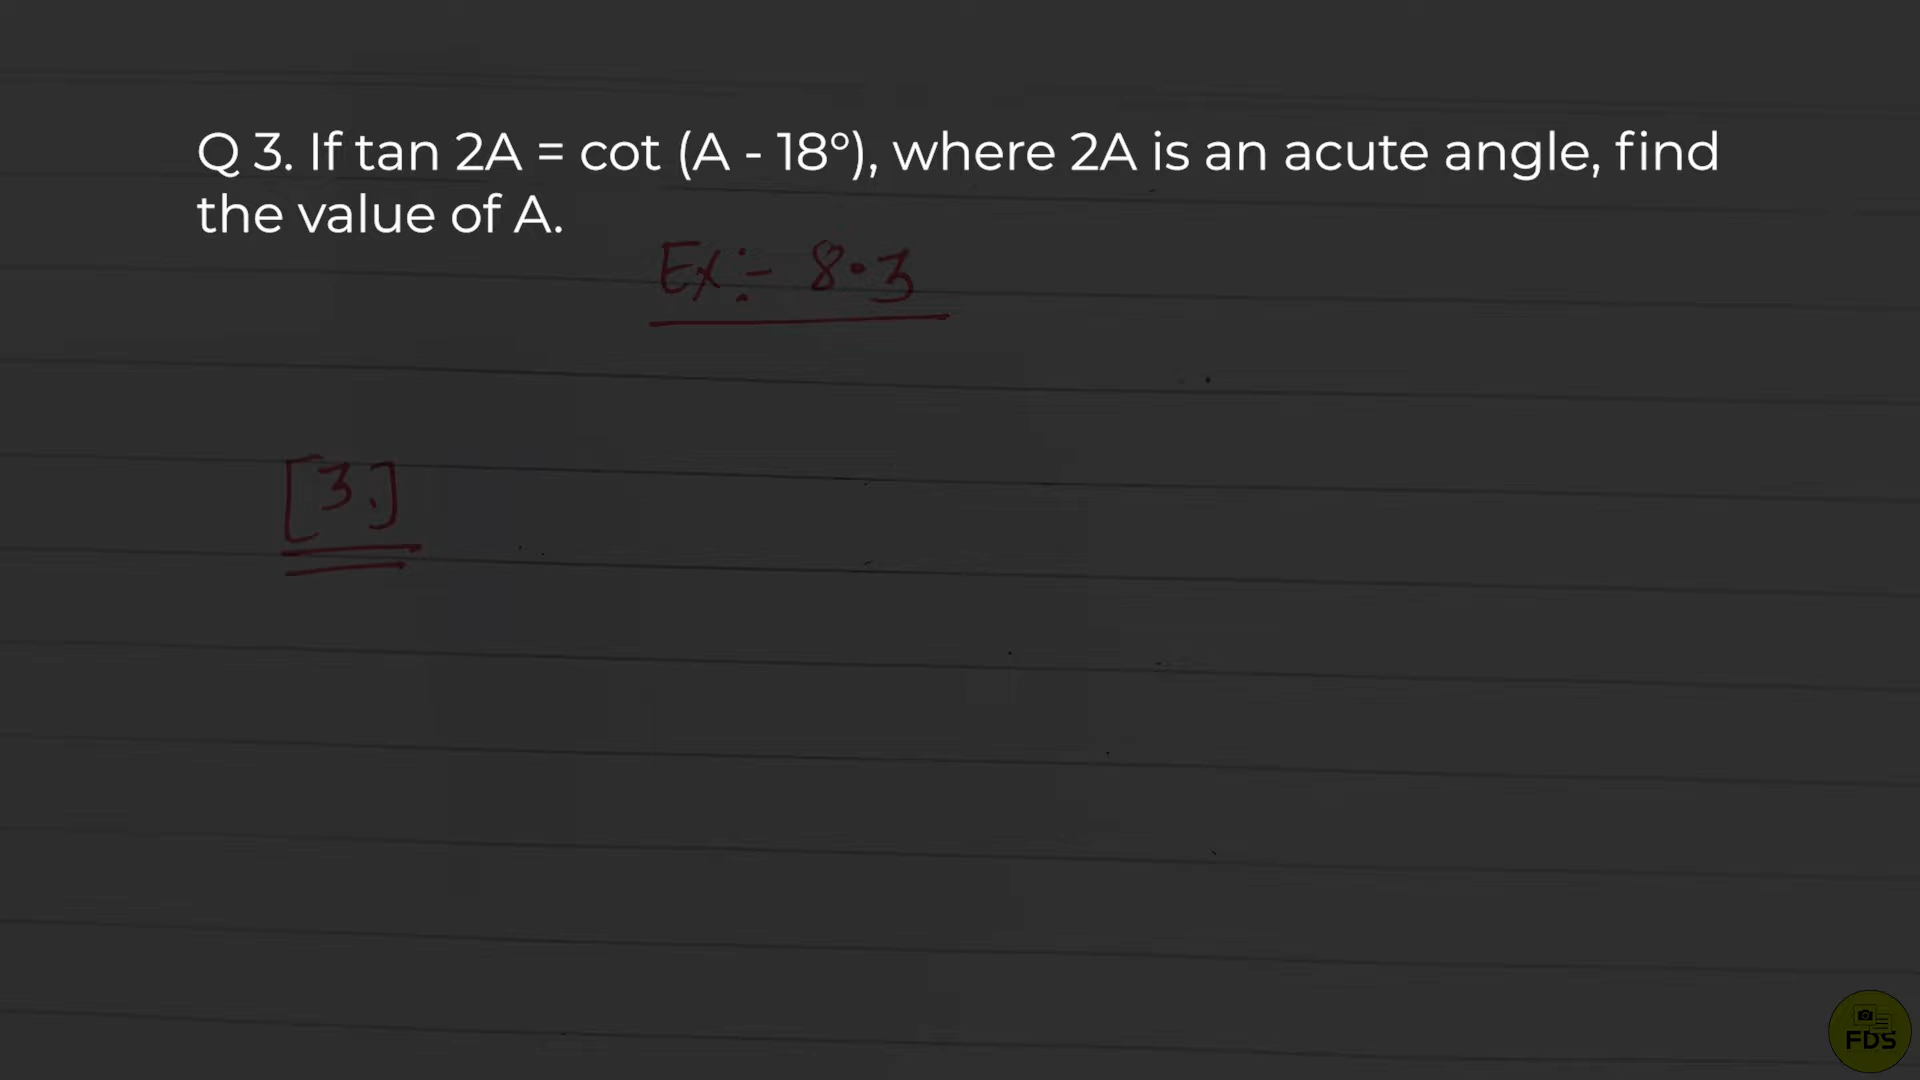 Q 3. If tan 2A = cot (A - 18°), where 2A is an acute angle, find
the value of A.
Ex:- 8.3
[3.]
FDS